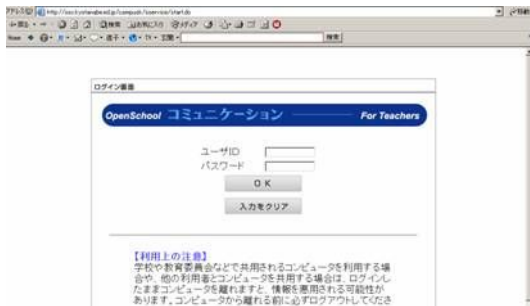 検索
ログイン画面
OpenSchool コミュニケーション For Teachers
ユーザID
パスワード
ＯＫ
入力をクリア
【利用上の注意】
学校や教育委員会などで共用されるコンピュータを利用する場
合や、他の利用者とコンピュータを共用する場合は、ログインし
たままコンピュータを離れますと、情報を悪用される可能性が
あります。コンピュータから離れる前に必ずログアウトしてくださ